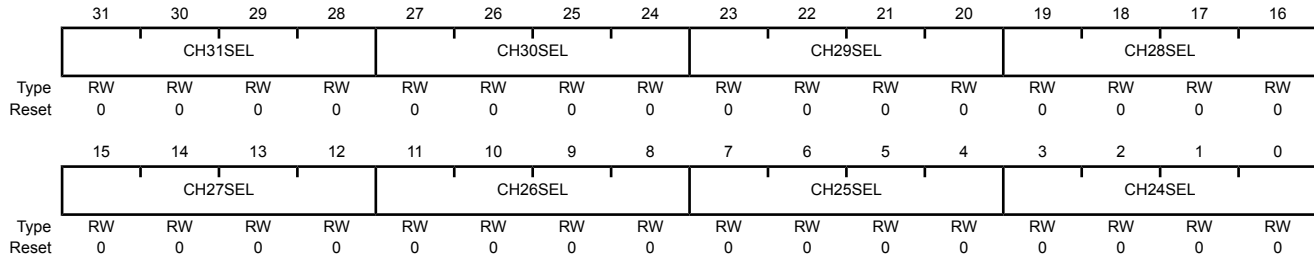 31 30 29 28 27 26 25 24 23 22 21 20 19 18 17 16
CH31SEL CH30SEL CH29SEL CH28SEL
Type RW RW RW RW RW RW RW RW RW RW RW RW RW RW RW RW
Reset 0 0 0 0 0 0 0 0 0 0 0 0 0 0 0 0
15 14 13 12 11 10 9 8 7 6 5 4 3 2 1 0
CH27SEL CH26SEL CH25SEL CH24SEL
Type RW RW RW RW RW RW RW RW RW RW RW RW RW RW RW RW
Reset 0 0 0 0 0 0 0 0 0 0 0 0 0 0 0 0